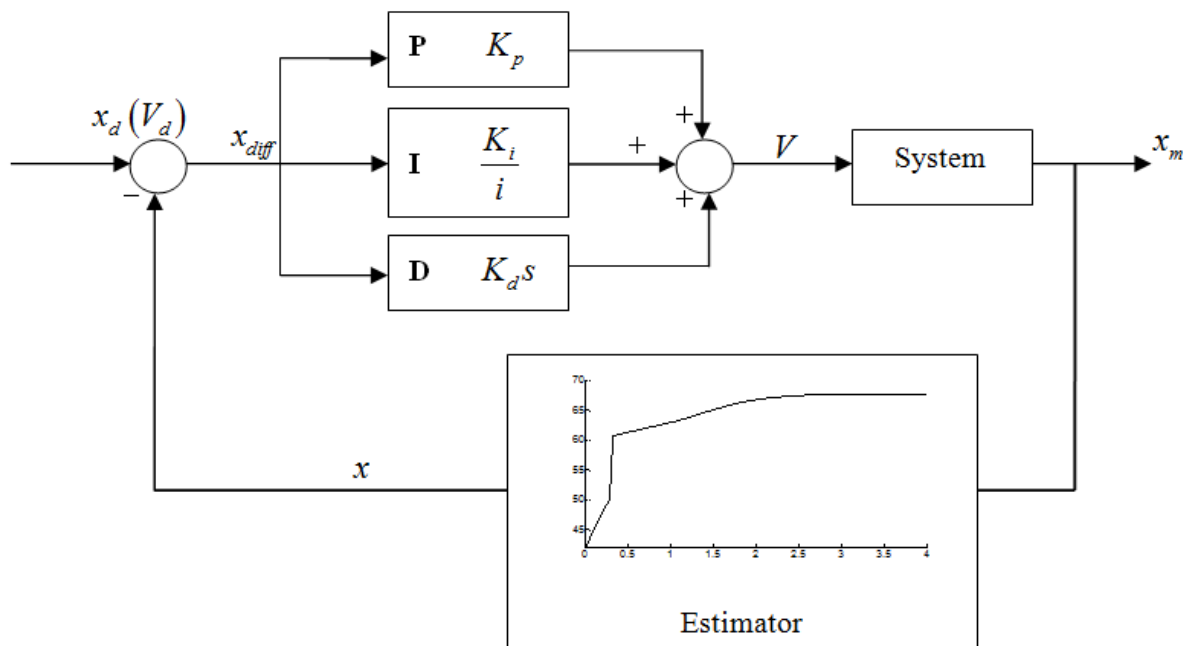 P K_p
x_d (V_d)
x_diff
I K_i / i
+
+
+
−
V
System
x_m
D K_d s
x
70
65
60
55
50
45
0 0.5 1 1.5 2 2.5 3 3.5 4
Estimator